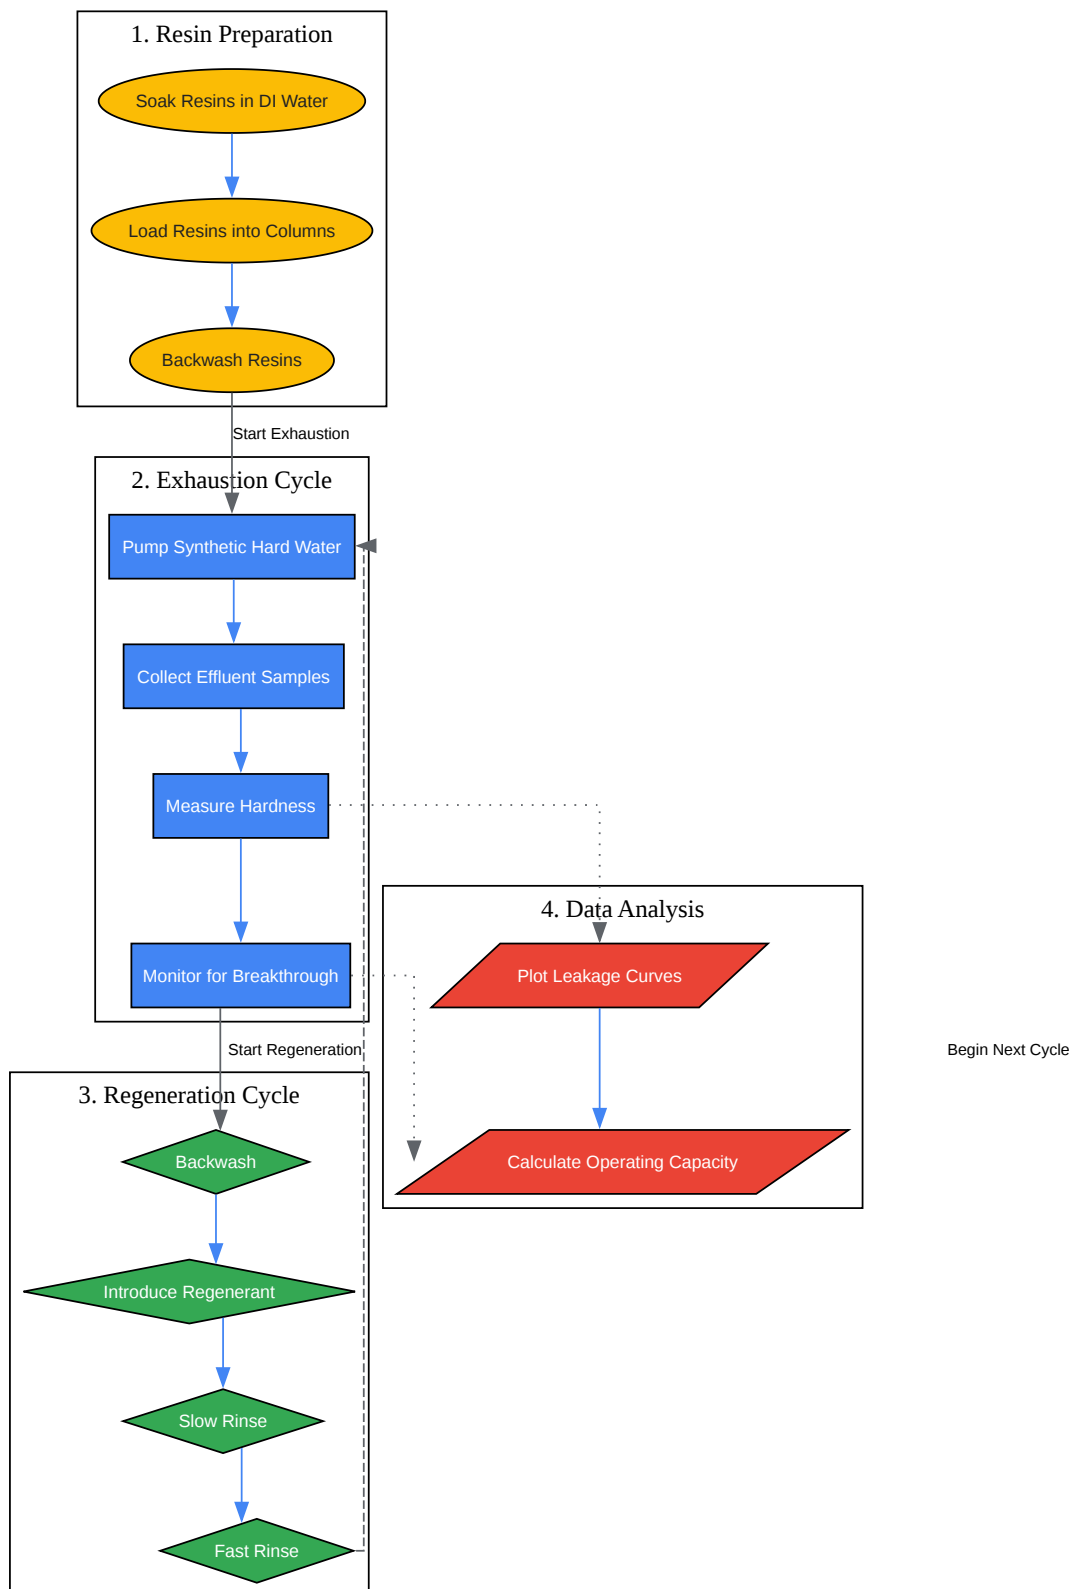 1. Resin Preparation
Soak Resins in DI Water
Load Resins into Columns
Backwash Resins
Start Exhaustion
2. Exhaustion Cycle
Pump Synthetic Hard Water
Collect Effluent Samples
Measure Hardness
4. Data Analysis
Monitor for Breakthrough
Plot Leakage Curves
Start Regeneration
Begin Next Cycle
3. Regeneration Cycle
Backwash
Calculate Operating Capacity
Introduce Regenerant
Slow Rinse
Fast Rinse